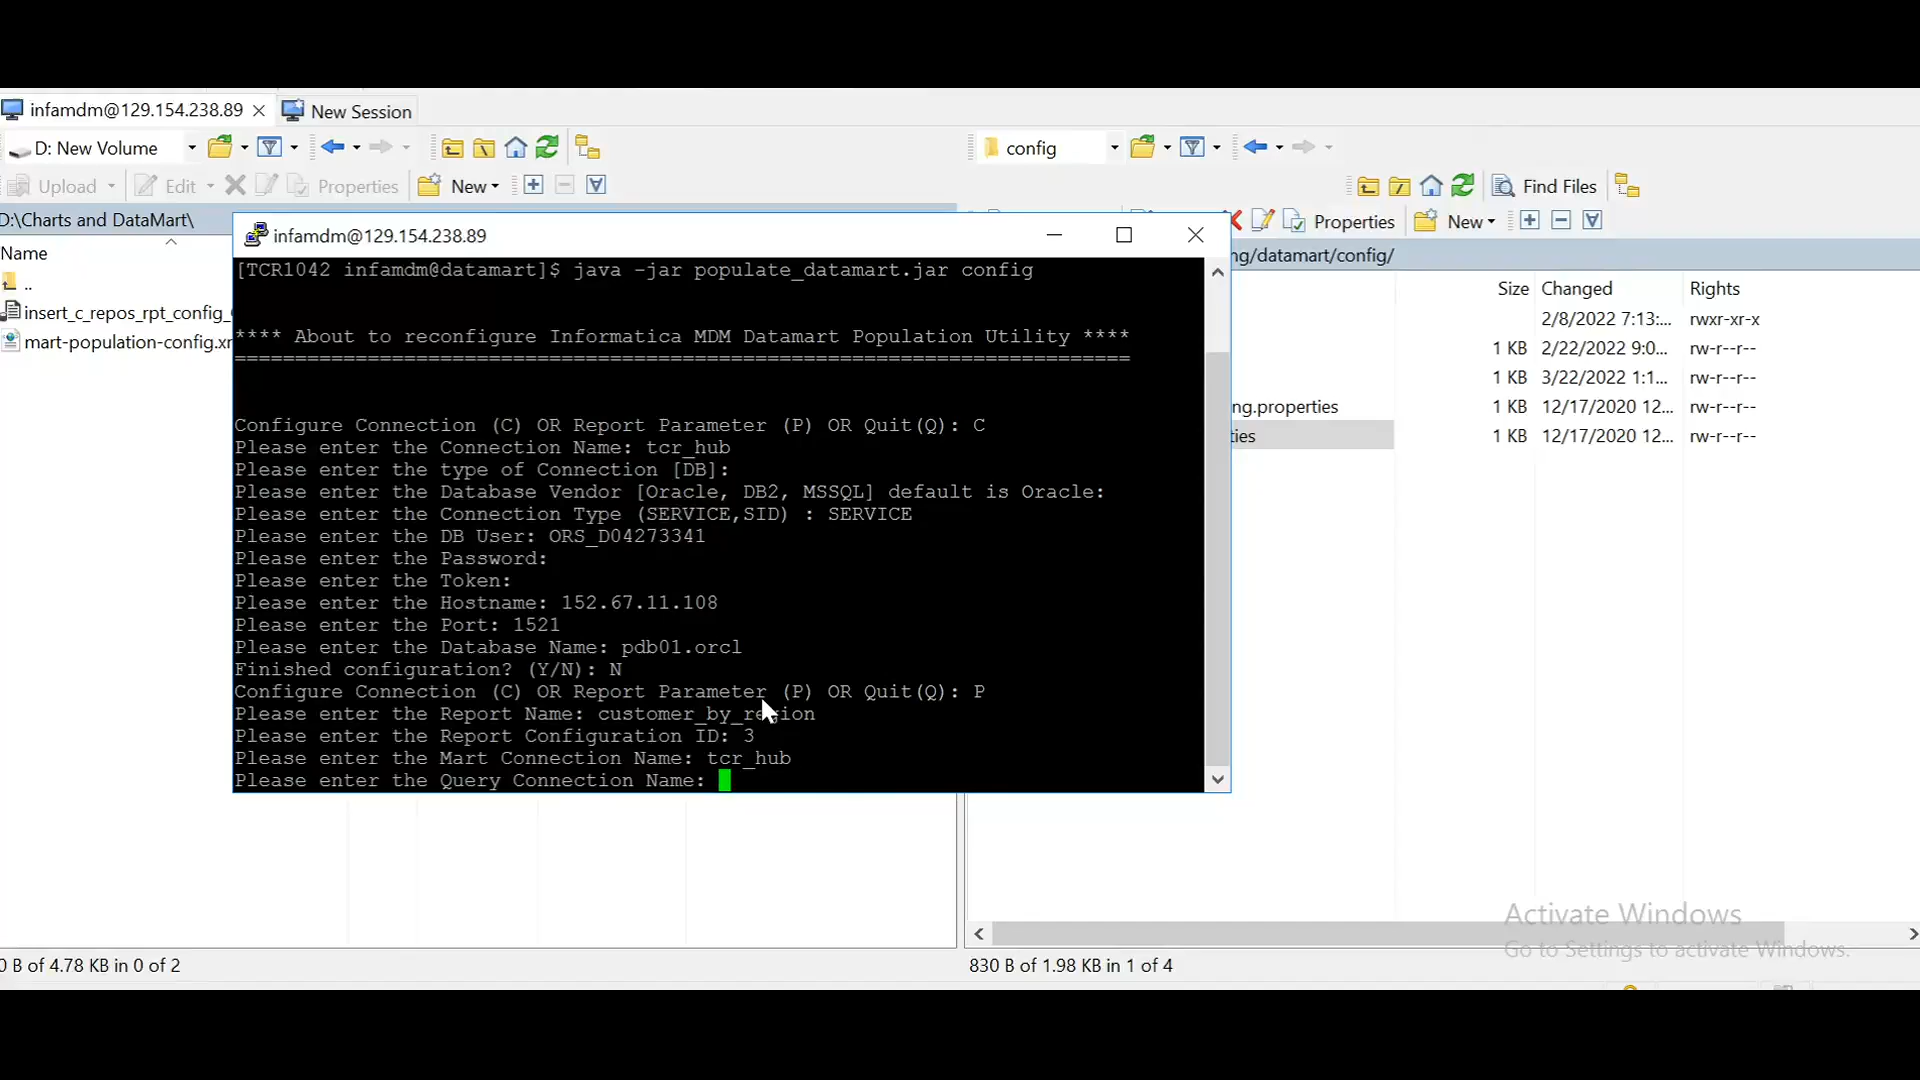 infamdm@129.154.238.89
New Session
D: New Volume
config
Upload
Edit
Properties
New
Find Files
D:\Charts and DataMart\
Properties
New
infamdm@129.154.238.89
ng/datamart/config/
Name
..
insert_c_repos_rpt_config_
mart-population-config.xm
[TCR1042 infamdm@datamart]$ java -jar populate_datamart.jar config
**** About to reconfigure Informatica MDM Datamart Population Utility ****
==========================================================================
Configure Connection (C) OR Report Parameter (P) OR Quit(Q): C
Please enter the Connection Name: tcr_hub
Please enter the type of Connection [DB]:
Please enter the Database Vendor [Oracle, DB2, MSSQL] default is Oracle:
Please enter the Connection Type (SERVICE,SID) : SERVICE
Please enter the DB User: ORS_D04273341
Please enter the Password:
Please enter the Token:
Please enter the Hostname: 152.67.11.108
Please enter the Port: 1521
Please enter the Database Name: pdb01.orcl
Finished configuration? (Y/N): N
Configure Connection (C) OR Report Parameter (P) OR Quit(Q): P
Please enter the Report Name: customer_by_region
Please enter the Report Configuration ID: 3
Please enter the Mart Connection Name: tcr_hub
Please enter the Query Connection Name:
Size Changed Rights
2/8/2022 7:13:... rwxr-xr-x
1 KB 2/22/2022 9:0... rw-r--r--
1 KB 3/22/2022 1:1... rw-r--r--
ng.properties 1 KB 12/17/2020 12... rw-r--r--
ties 1 KB 12/17/2020 12... rw-r--r--
Activate Windows
Go to Settings to activate Windows.
0 B of 4.78 KB in 0 of 2
830 B of 1.98 KB in 1 of 4